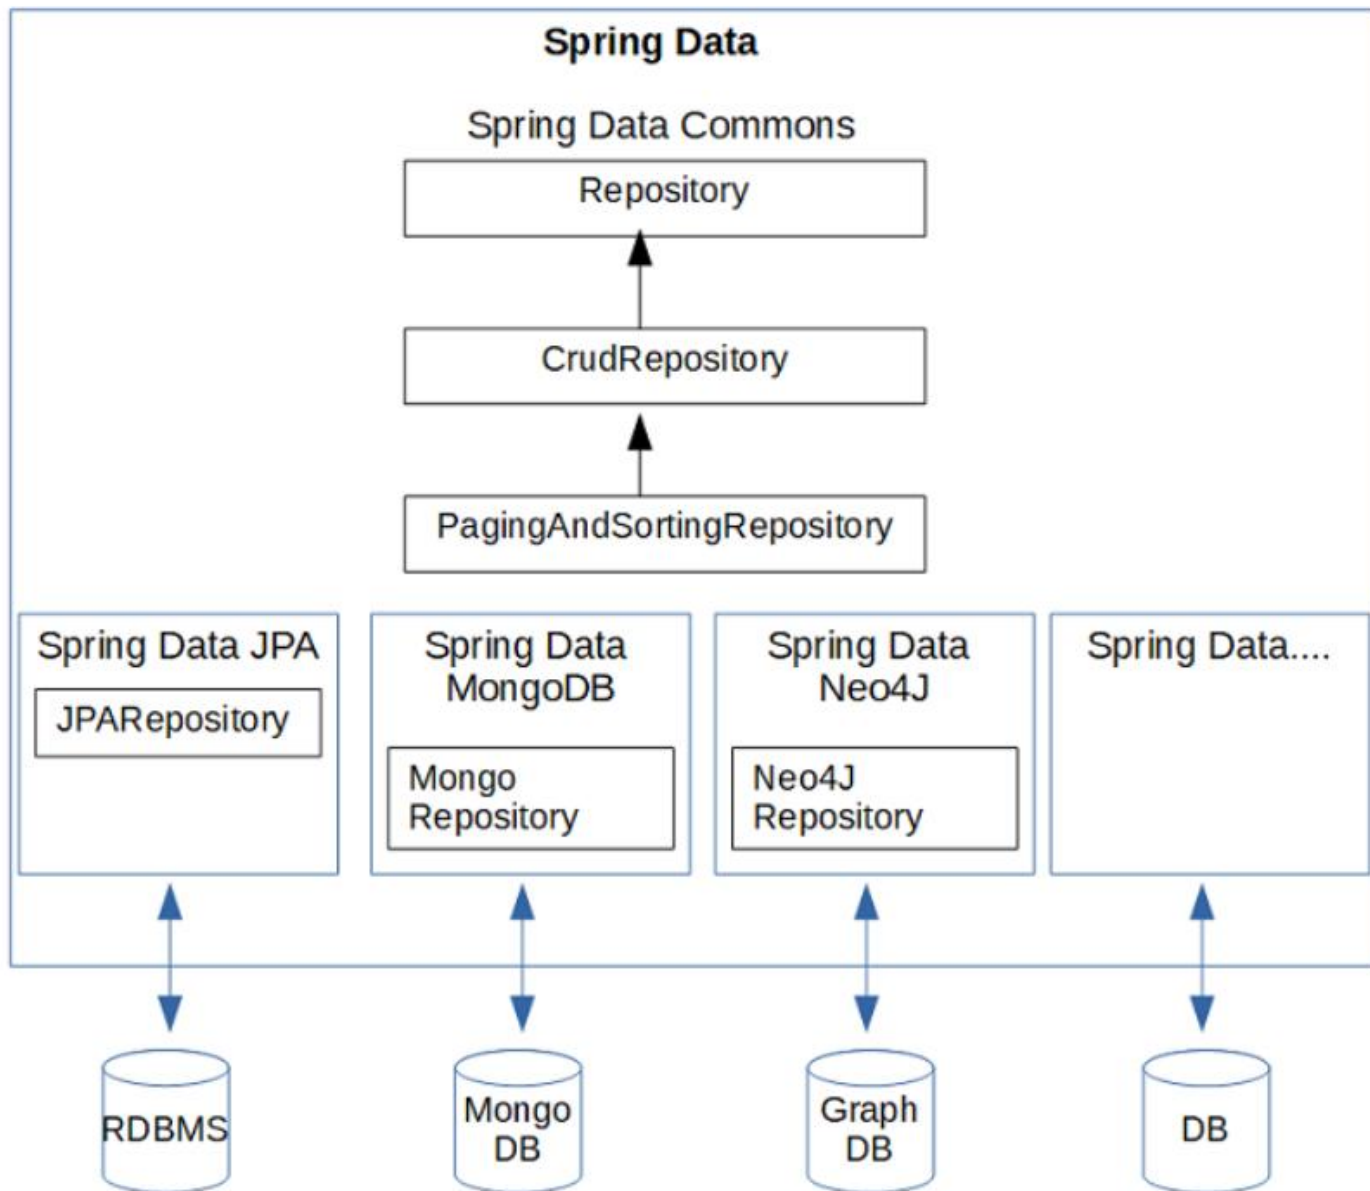 Spring Data
Spring Data Commons
Repository
CrudRepository
PagingAndSortingRepository
Spring Data JPA
JPARepository
Spring Data
MongoDB
Mongo
Repository
Spring Data
Neo4J
Neo4J
Repository
Spring Data....
RDBMS
Mongo
DB
Graph
DB
DB